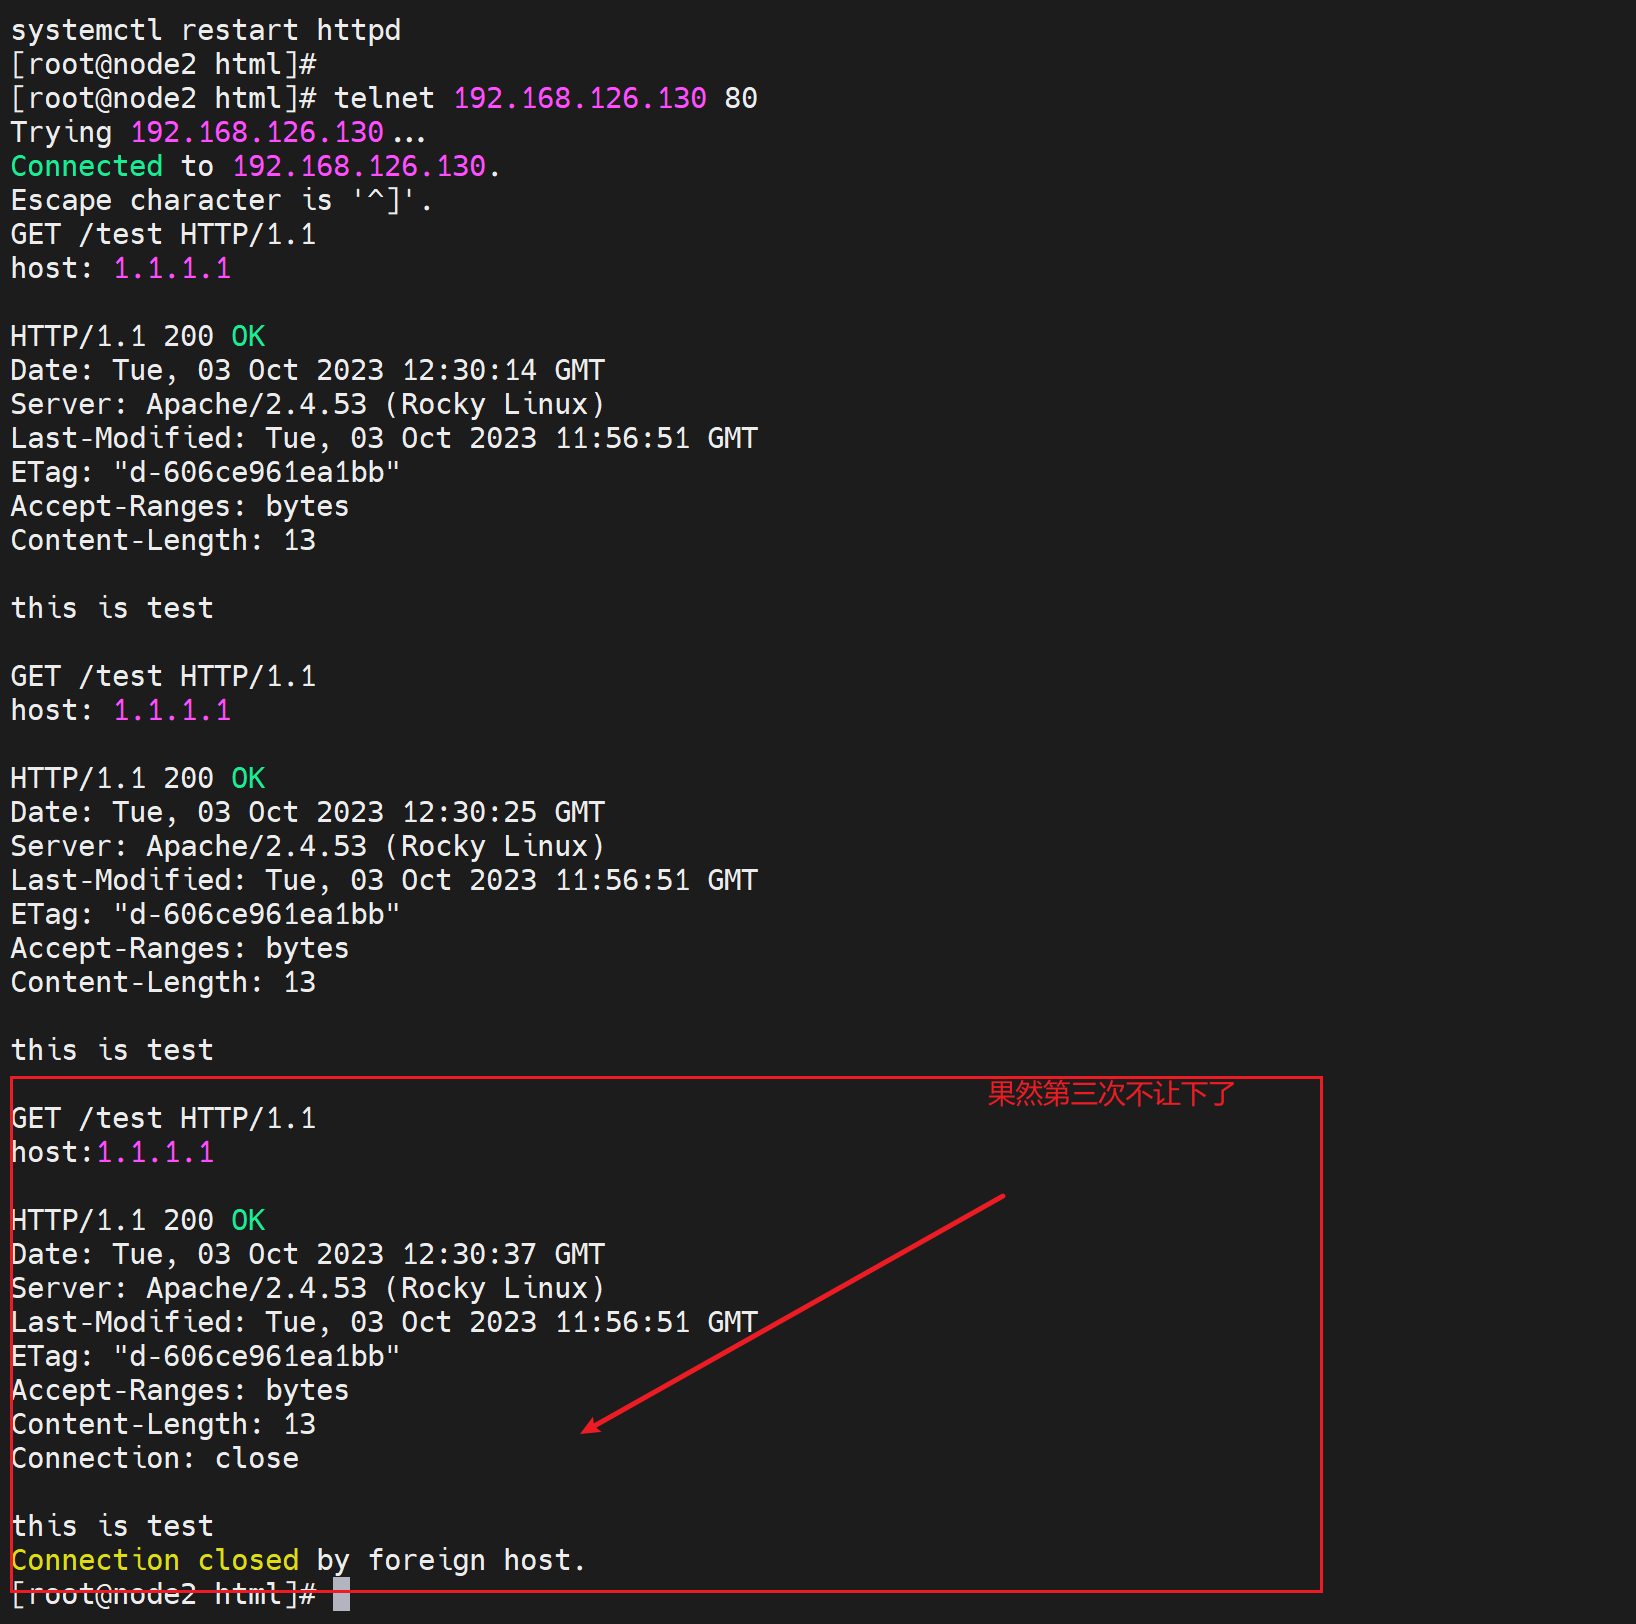 systemctl restart httpd
[root@node2 html]#
[root@node2 html]# telnet 192.168.126.130 80
Trying 192.168.126.130...
Connected to 192.168.126.130.
Escape character is '^]'.
GET /test HTTP/1.1
host: 1.1.1.1
HTTP/1.1 200 OK
Date: Tue, 03 Oct 2023 12:30:14 GMT
Server: Apache/2.4.53 (Rocky Linux)
Last-Modified: Tue, 03 Oct 2023 11:56:51 GMT
ETag: "d-606ce961ea1bb"
Accept-Ranges: bytes
Content-Length: 13
this is test
GET /test HTTP/1.1
host: 1.1.1.1
HTTP/1.1 200 OK
Date: Tue, 03 Oct 2023 12:30:25 GMT
Server: Apache/2.4.53 (Rocky Linux)
Last-Modified: Tue, 03 Oct 2023 11:56:51 GMT
ETag: "d-606ce961ea1bb"
Accept-Ranges: bytes
Content-Length: 13
this is test
果然第三次不让下了
GET /test HTTP/1.1
host:1.1.1.1
HTTP/1.1 200 OK
Date: Tue, 03 Oct 2023 12:30:37 GMT
Server: Apache/2.4.53 (Rocky Linux)
Last-Modified: Tue, 03 Oct 2023 11:56:51 GMT
ETag: "d-606ce961ea1bb"
Accept-Ranges: bytes
Content-Length: 13
Connection: close
this is test
Connection closed by foreign host.
[root@node2 html]#